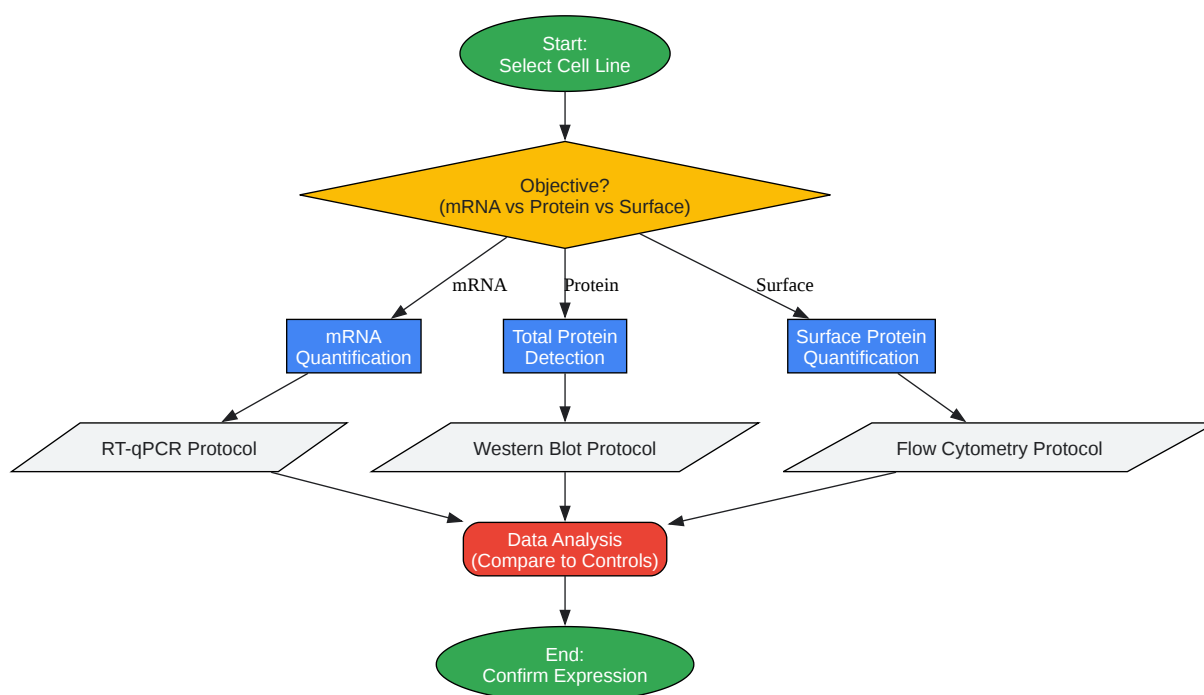 Start:
Select Cell Line
Objective?
(mRNA vs Protein vs Surface)
mRNA
Protein
Surface
mRNA
Quantification
Total Protein
Detection
Surface Protein
Quantification
RT-qPCR Protocol
Western Blot Protocol
Flow Cytometry Protocol
Data Analysis
(Compare to Controls)
End:
Confirm Expression